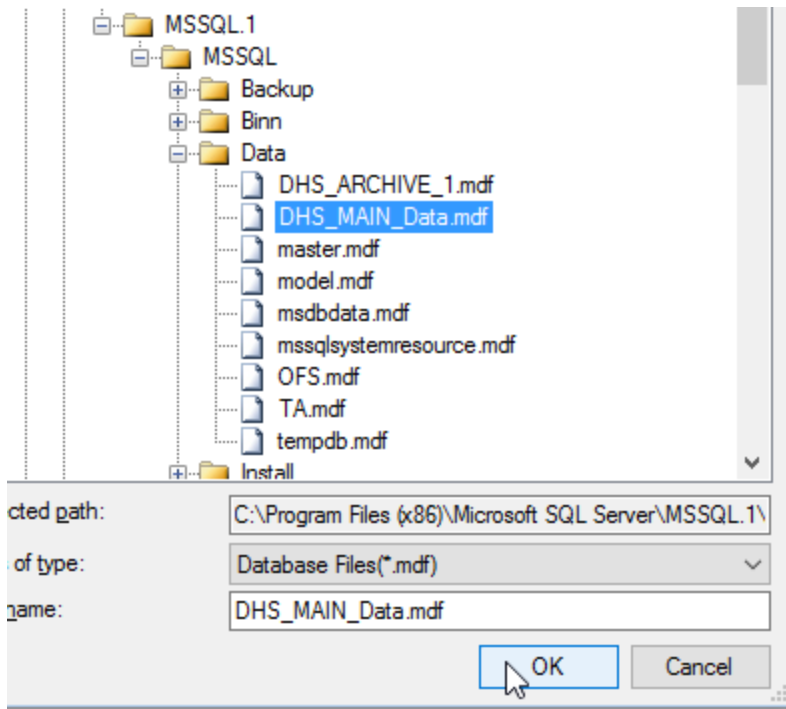 MSSQL.1
MSSQL
Backup
Binn
Data
DHS_ARCHIVE_1.mdf
DHS_MAIN_Data.mdf
master.mdf
model.mdf
msdbdata.mdf
mssqlsystemresource.mdf
OFS.mdf
TA.mdf
tempdb.mdf
Install
cted path: C:\Program Files (x86)\Microsoft SQL Server\MSSQL.1\
of type: Database Files(*.mdf)
name: DHS_MAIN_Data.mdf
OK Cancel